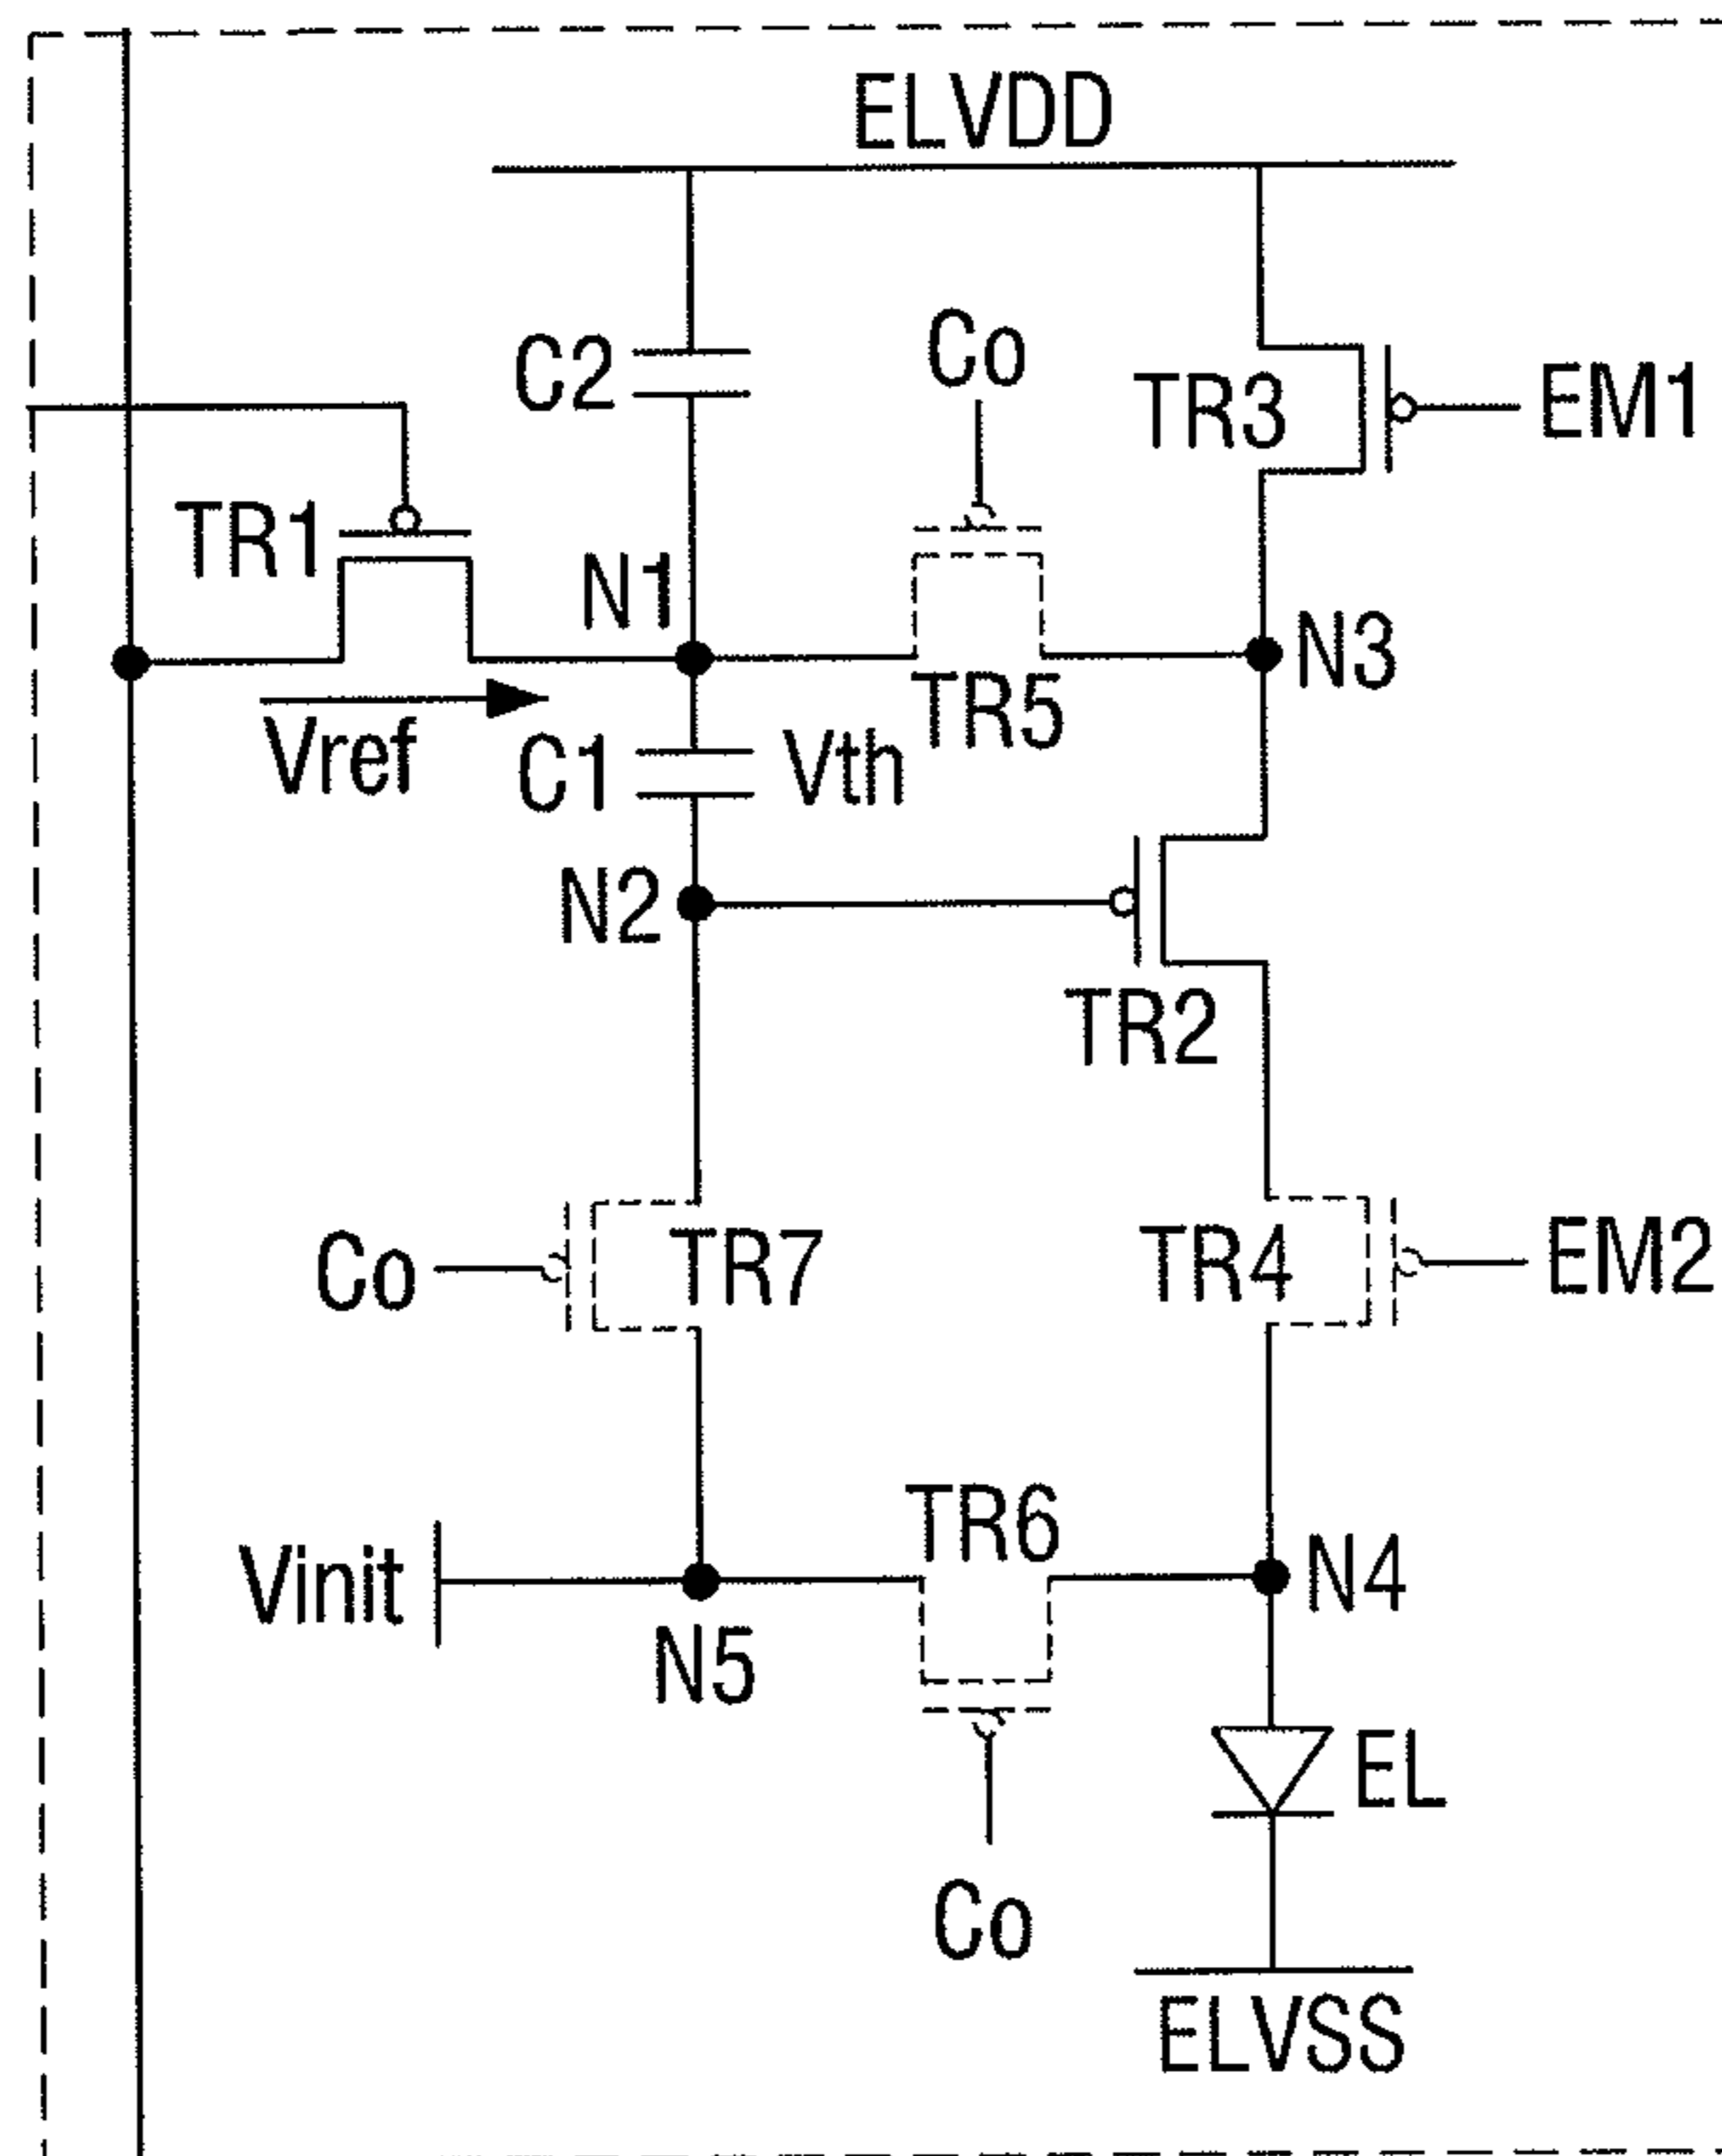 ELVDD
C2
Co
TR3
EM1
TR1
N1
N3
TR5
Vref
C1
Vth
N2
TR2
Co
TR7
TR4
EM2
TR6
Vinit
N4
N5
EL
Co
ELVSS